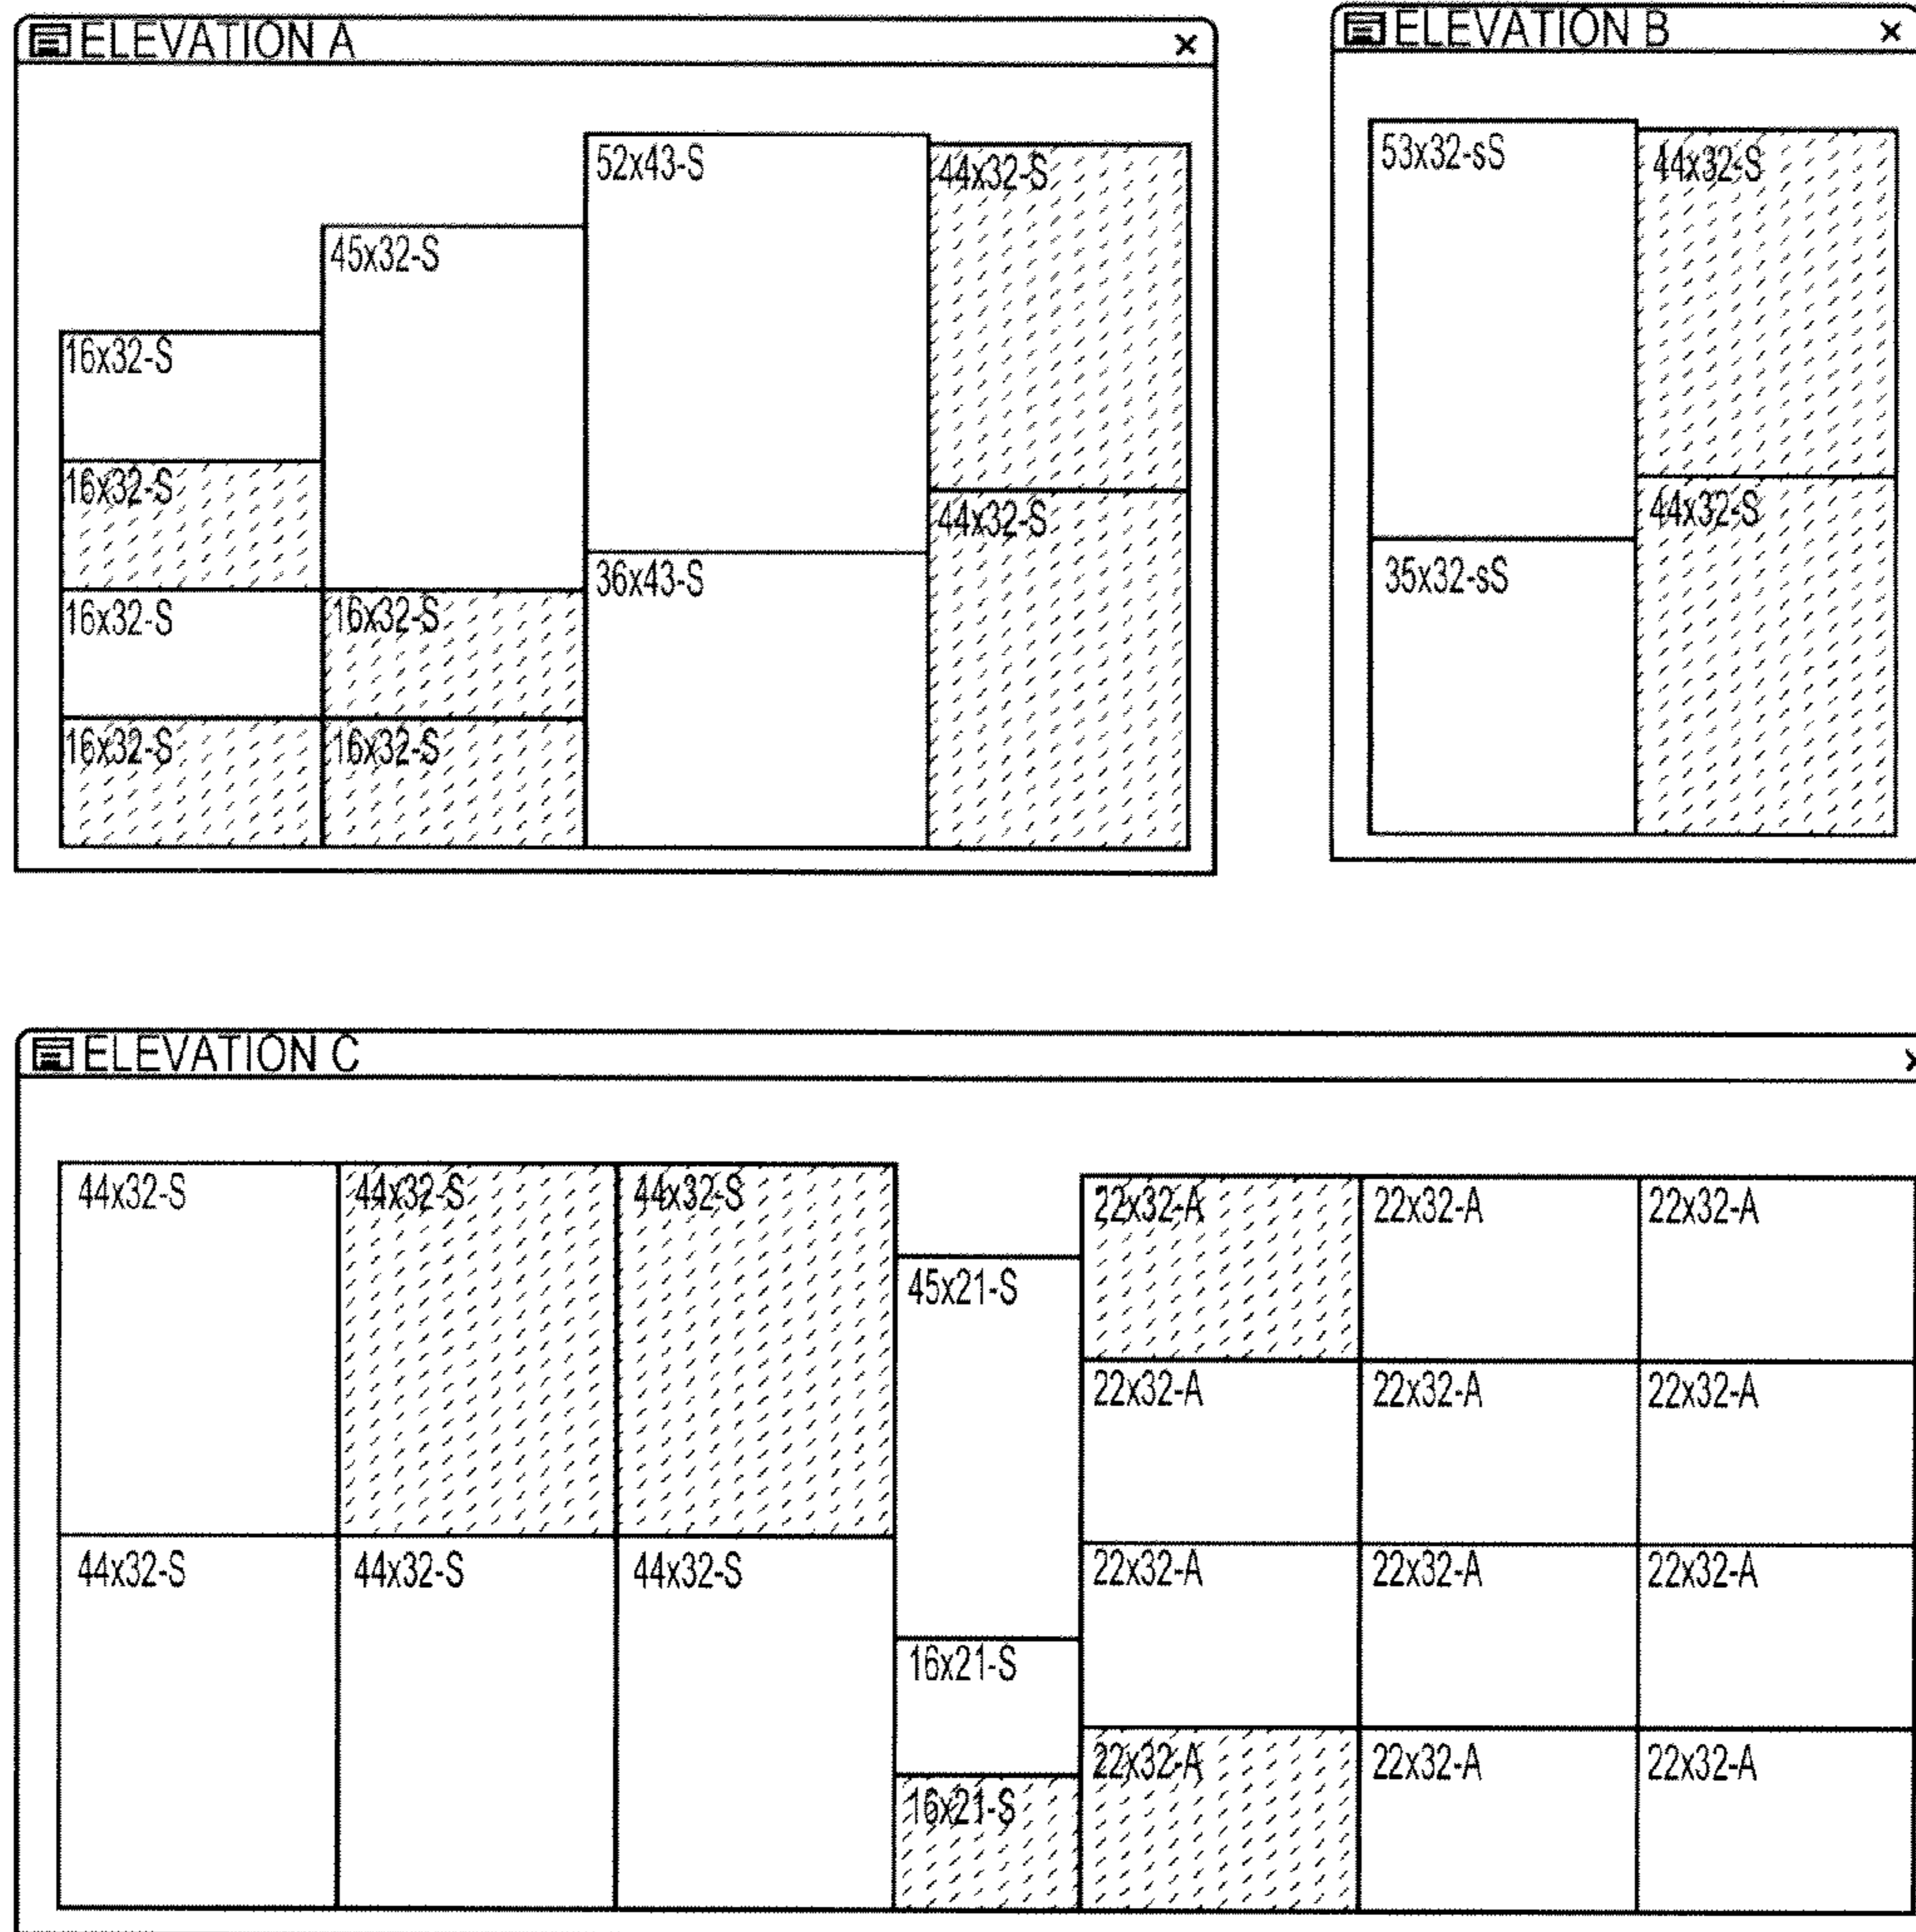 ELEVATION A x
52x43-S
44x32-S
45x32-S
16x32-S
16x32-S
44x32-S
36x43-S
16x32-S
16x32-S
16x32-S
16x32-S
ELEVATION B x
53x32-sS
44x32-S
44x32-S
35x32-sS
ELEVATION C x
44x32-S 44x32-S 44x32-S
22x32-A 22x32-A 22x32-A
45x21-S
22x32-A 22x32-A 22x32-A
44x32-S 44x32-S 44x32-S
22x32-A 22x32-A 22x32-A
16x21-S
22x32-A 22x32-A 22x32-A
16x21-S